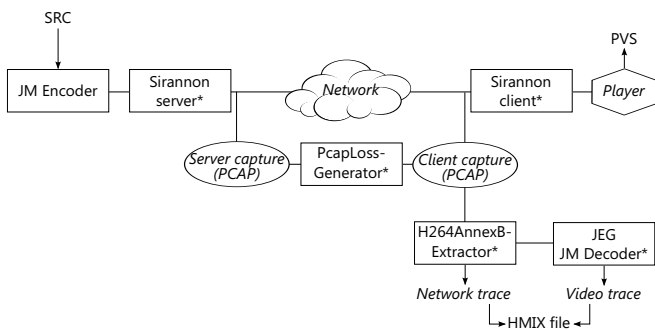 SRC
PVS
JM Encoder
Sirannon
server*
Network
Sirannon
client*
Player
Server capture
(PCAP)
PcapLoss-
Generator*
Client capture
(PCAP)
H264AnnexB-
Extractor*
JEG
JM Decoder*
Network trace
Video trace
HMIX file